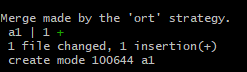 Merge made by the 'ort' strategy.
 a1 | 1 +
 1 file changed, 1 insertion(+)
 create mode 100644 a1